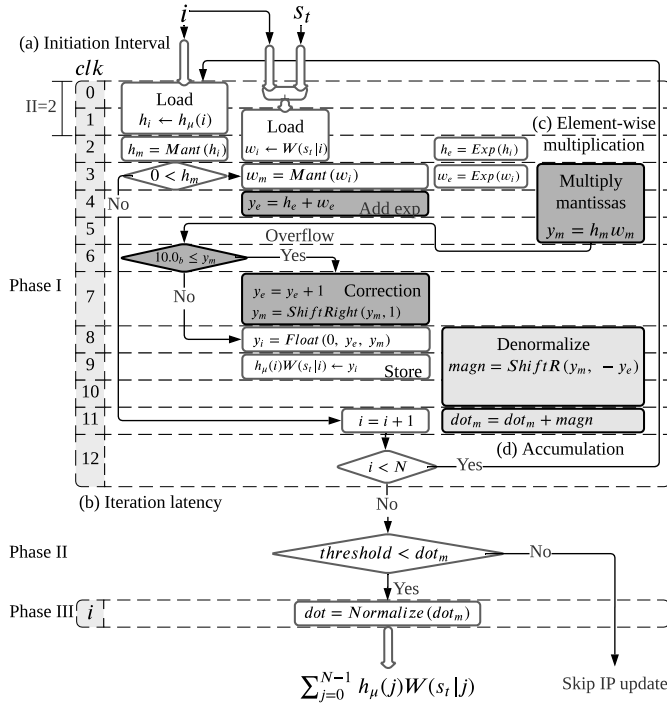 i
s_t
(a) Initiation Interval
clk
0
II=2
Load
h_i ← h_μ(i)
1
Load
w_i ← W(s_t|i)
(c) Element-wise
multiplication
2
h_m = Mant(h_i)
h_e = Exp(h_i)
3
0 < h_m
w_m = Mant(w_i)
w_e = Exp(w_i)
Multiply
mantissas
y_m = h_m w_m
No
4
y_e = h_e + w_e
Add exp
5
Overflow
6
10.0_b ≤ y_m
Yes
Phase I
No
7
y_e = y_e + 1
Correction
y_m = ShiftRight(y_m, 1)
8
y_i = Float(0, y_e, y_m)
Denormalize
magn = ShiftR(y_m, − y_e)
9
h_μ(i)W(s_t|i) ← y_i
Store
10
11
i = i + 1
dot_m = dot_m + magn
(d) Accumulation
12
i < N
Yes
(b) Iteration latency
No
Phase II
threshold < dot_m
No
Yes
Phase III
i
dot = Normalize(dot_m)
∑_{j=0}^{N−1} h_μ(j)W(s_t|j)
Skip IP update